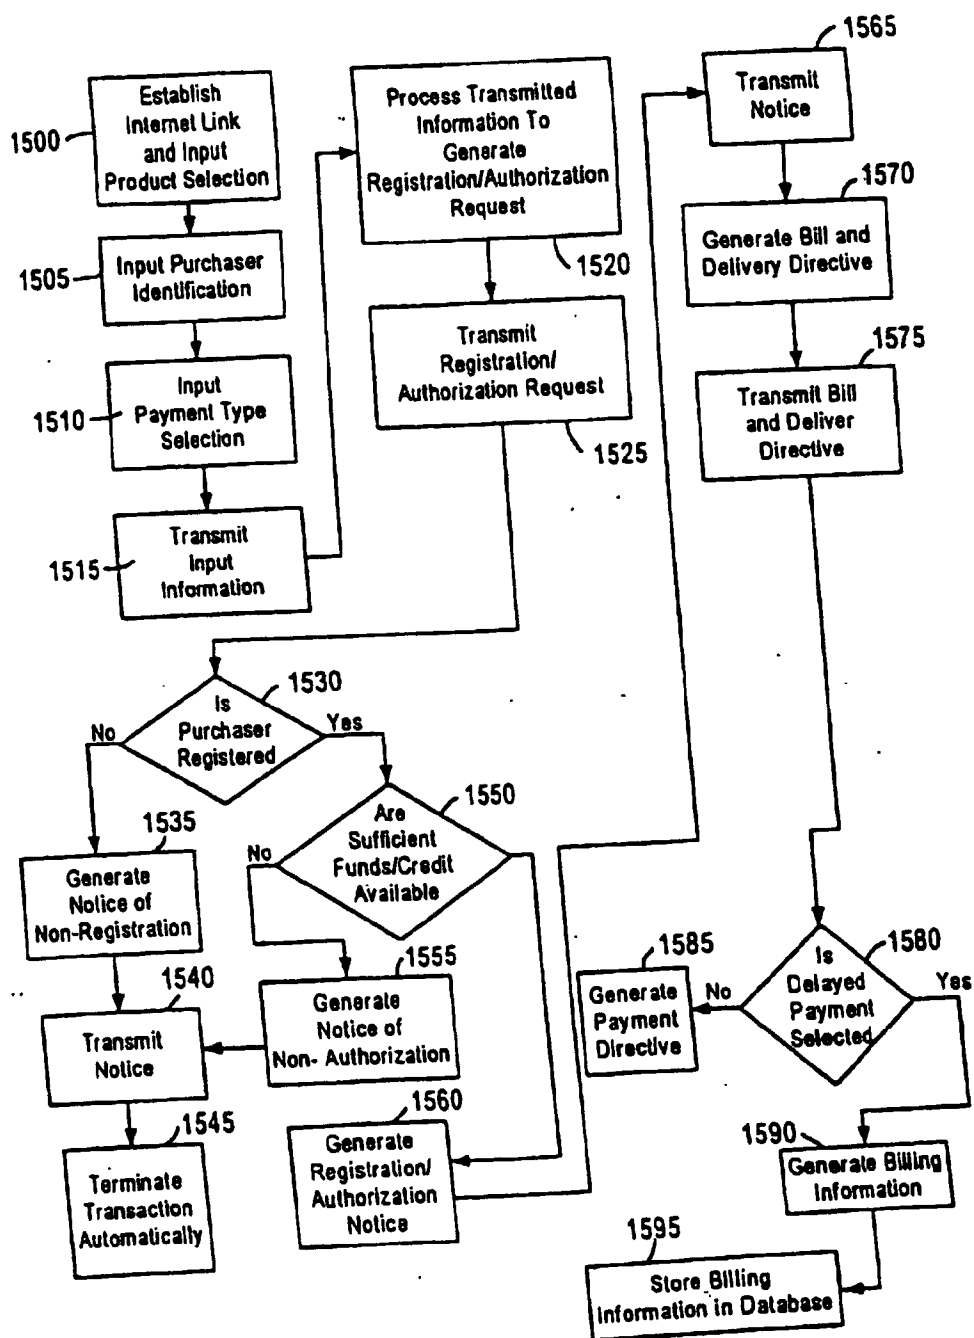 1500
Establish
Internet Link
and Input
Product Selection
1505
Input Purchaser
Identification
1510
Input
Payment Type
Selection
1515
Transmit
Input
Information
Process Transmitted
Information To
Generate
Registration/Authorization
Request
1520
Transmit
Registration/
Authorization Request
1525
1530
Is
Purchaser
Registered
No
Yes
1535
Generate
Notice of
Non-Registration
1540
Transmit
Notice
1545
Terminate
Transaction
Automatically
1550
Are
Sufficient
Funds/Credit
Available
No
1555
Generate
Notice of
Non- Authorization
1560
Generate
Registration/
Authorization
Notice
1565
Transmit
Notice
1570
Generate Bill and
Delivery Directive
1575
Transmit Bill
and Deliver
Directive
1580
Is
Delayed
Payment
Selected
No
Yes
1585
Generate
Payment
Directive
1590
Generate Billing
Information
1595
Store Billing
Information in Database